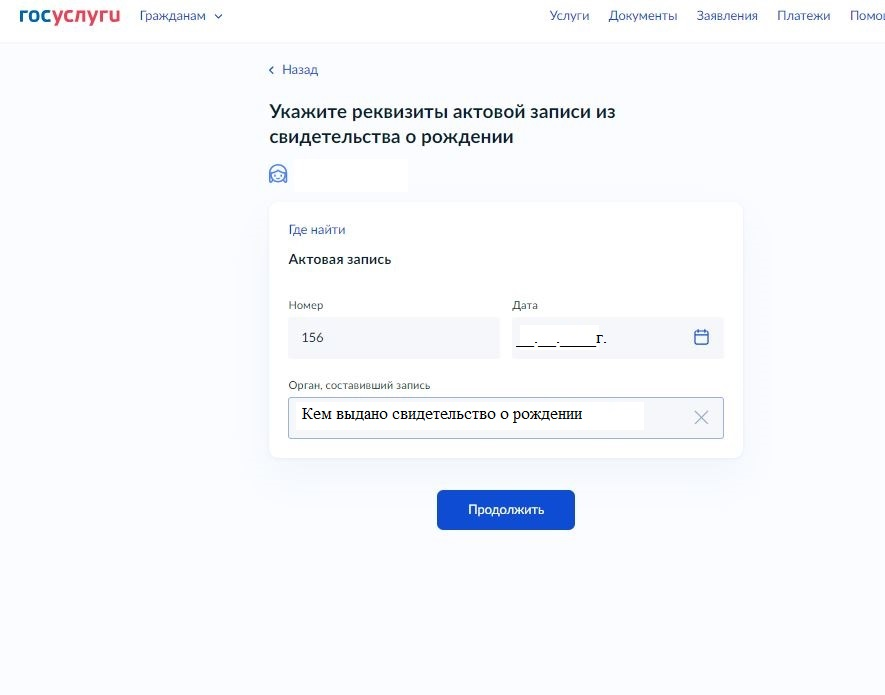 госуслуги Гражданам Услуги Документы Заявления Платежи
Назад
Укажите реквизиты актовой записи из
свидетельства о рождении
Где найти
Актовая запись
Номер Дата
156 __.__.____г.
Орган, составивший запись
Кем выдано свидетельство о рождении
Продолжить